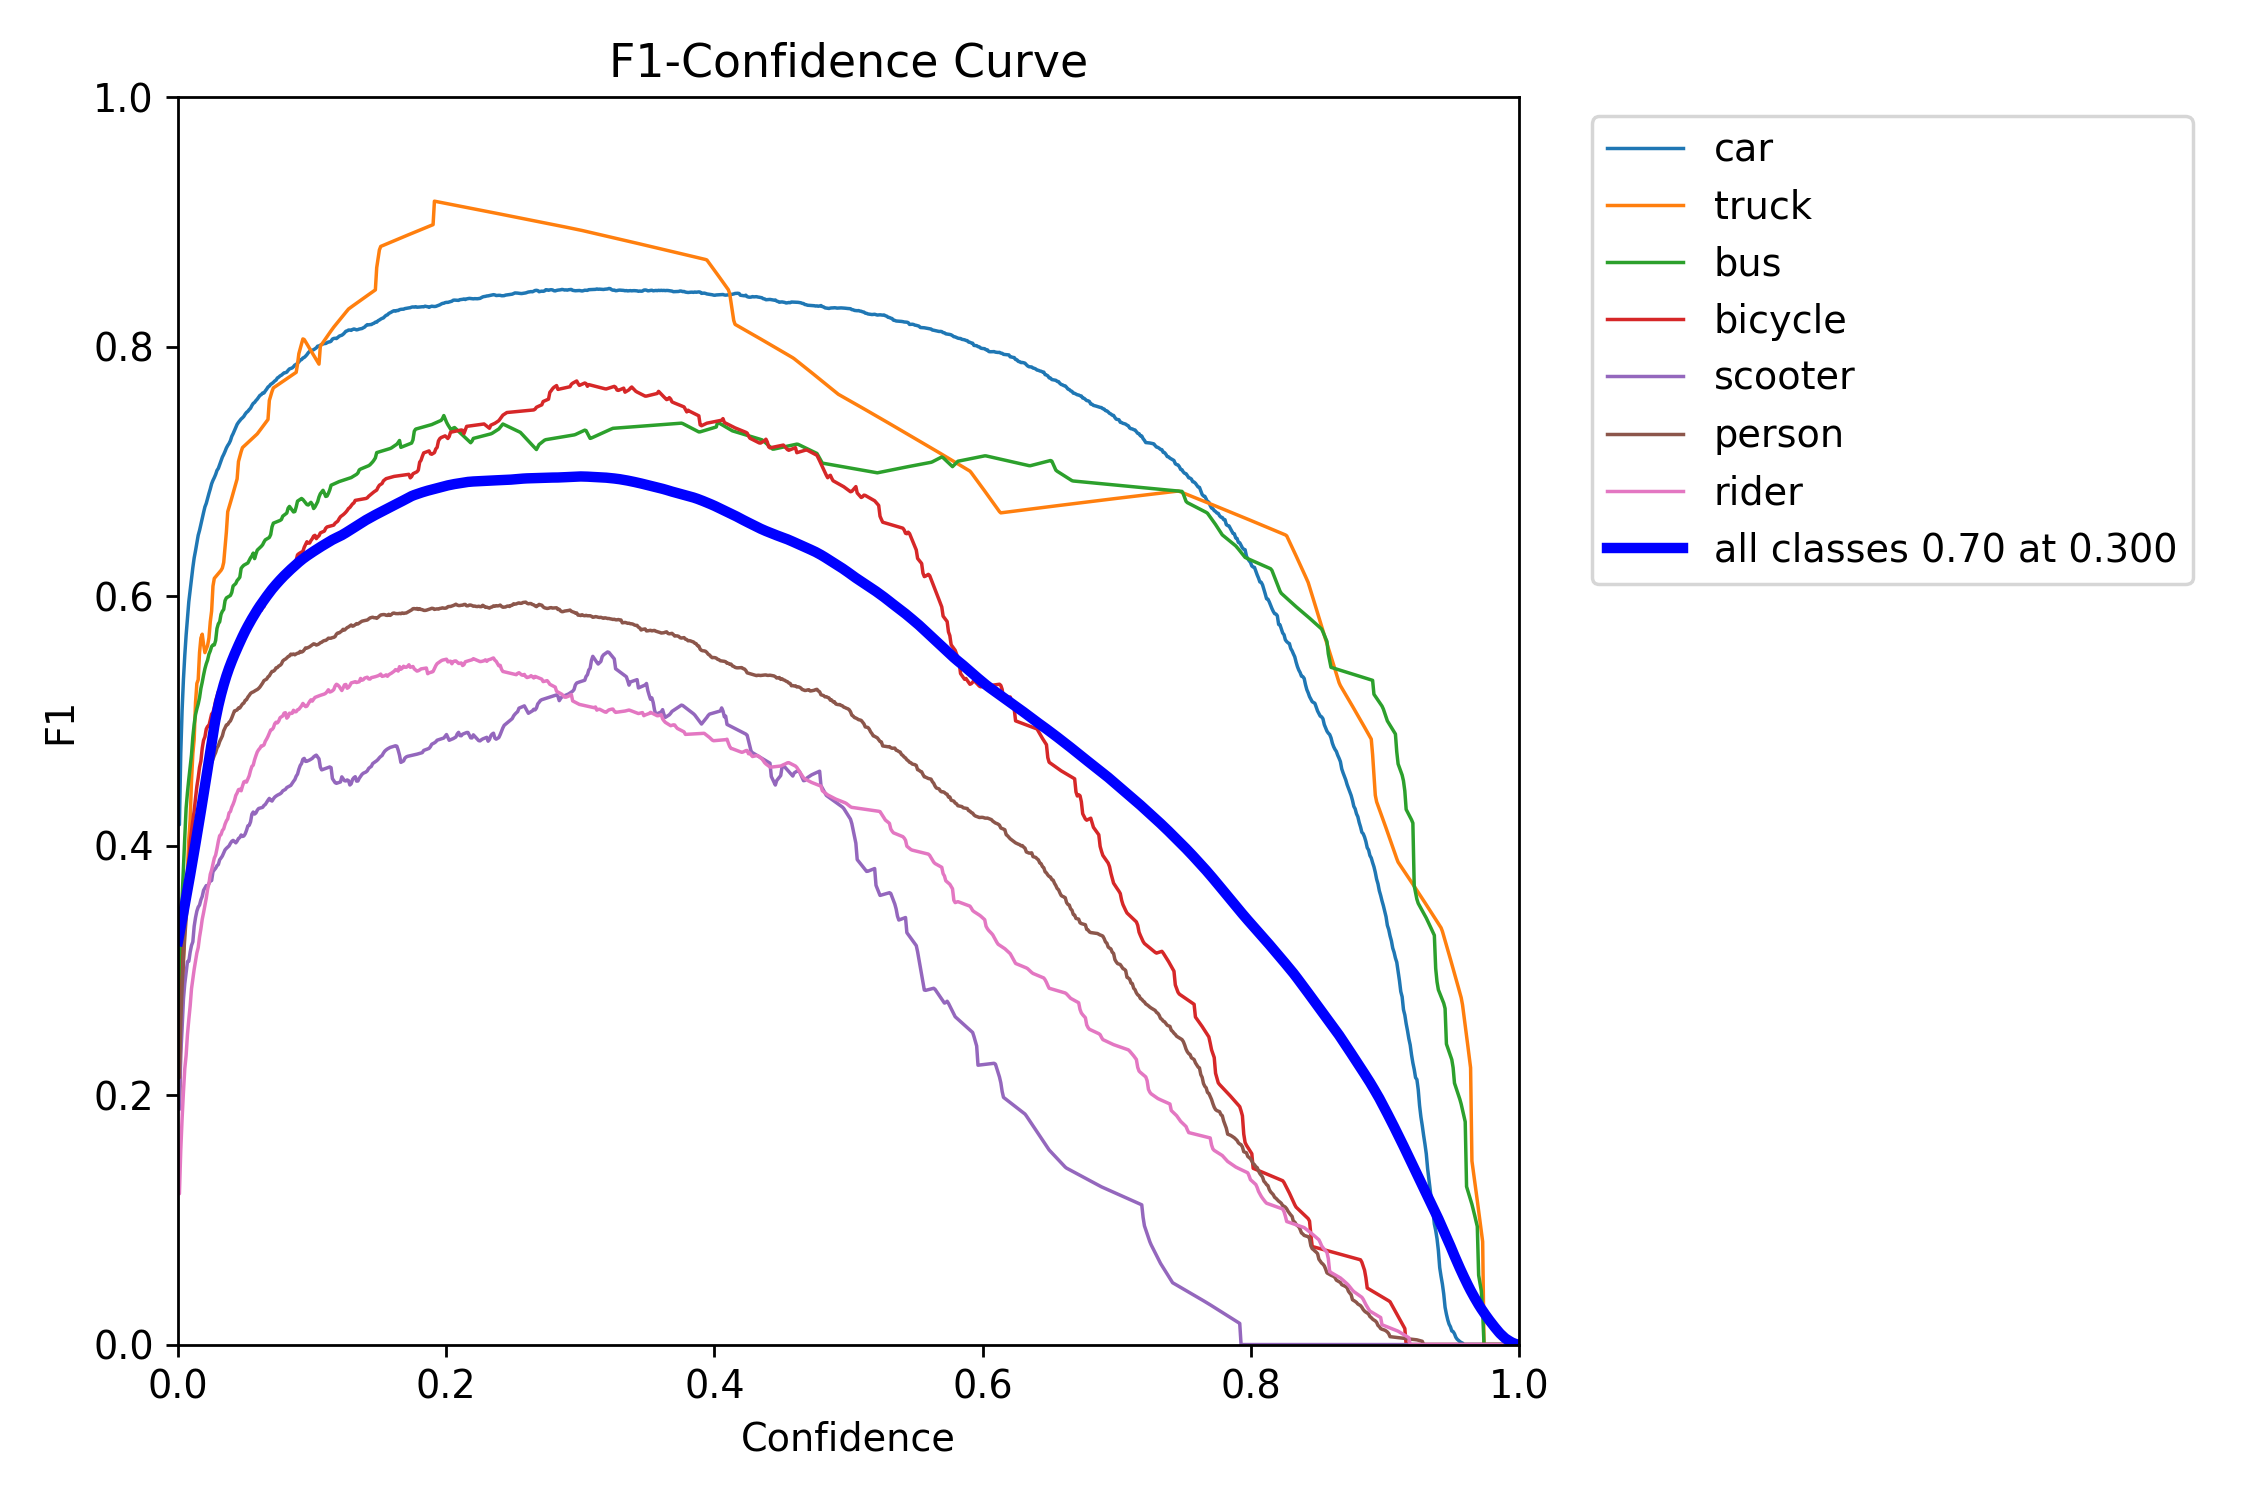 F1-Confidence Curve
1.0
0.8
0.6
0.4
0.2
0.0
F1
0.0 0.2 0.4 0.6 0.8 1.0
Confidence
car
truck
bus
bicycle
scooter
person
rider
all classes 0.70 at 0.300